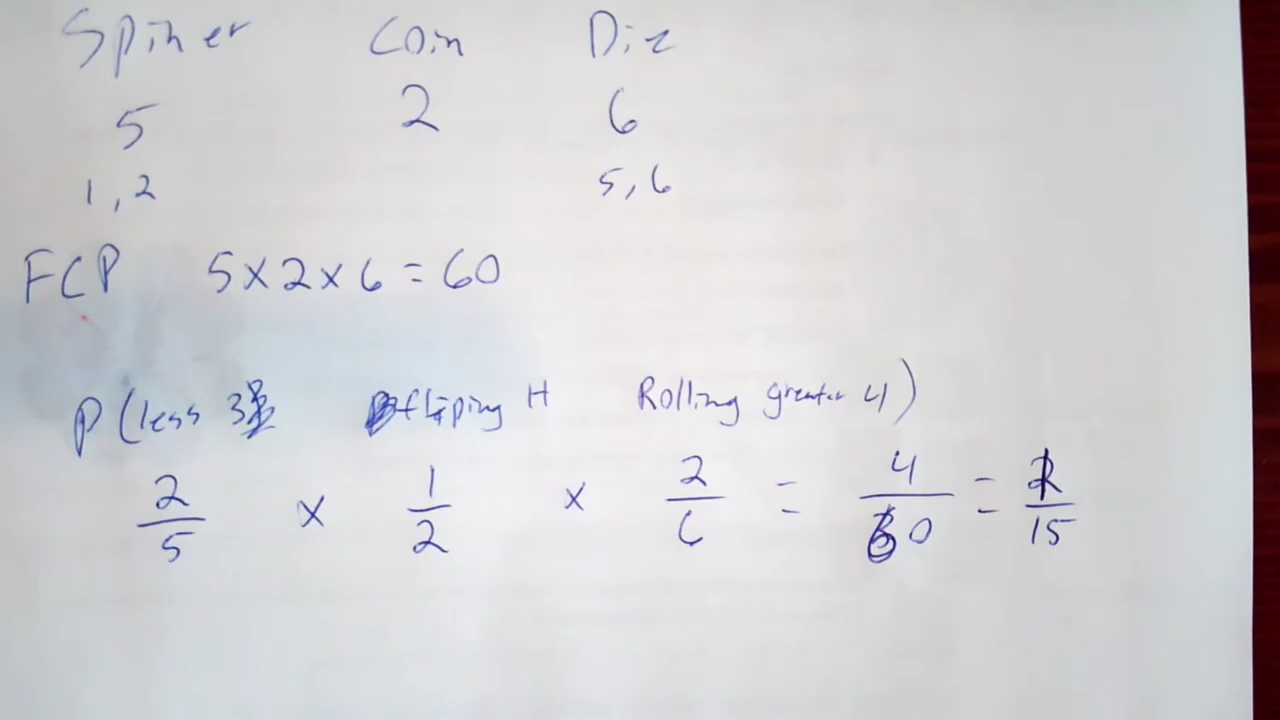 Spiner Coin Die
5 2 6
1, 2 5, 6
FCP 5 x 2 x 6 = 60
P (less 3 flipping H Rolling greater 4)
2/5 x 1/2 x 2/6 = 4/60 = 1/15